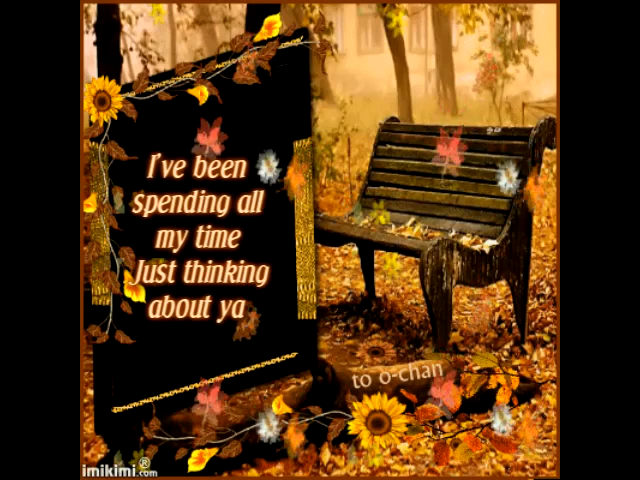 I've been
spending all
my time
Just thinking
about ya
to o-chan
imikimi®.com